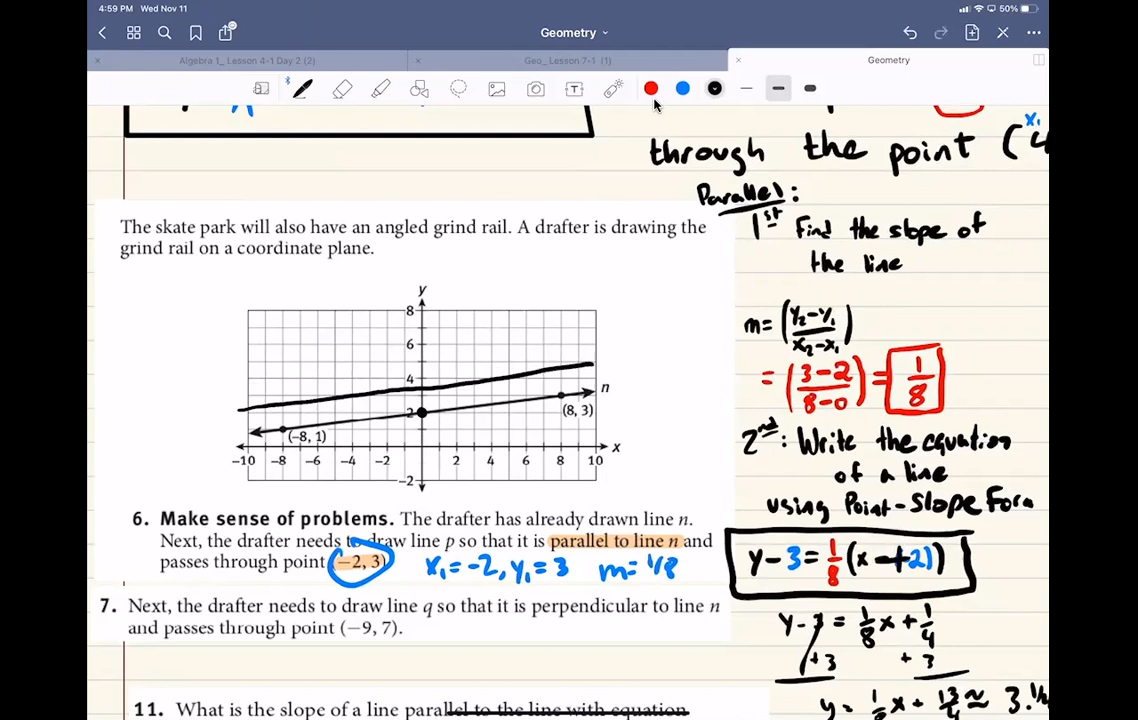 4:59 PM Wed Nov 11
50%
Geometry
Algebra 1_ Lesson 4-1 Day 2 (2)
Geo_ Lesson 7-1 (1)
Geometry
through the point (4
x₁
Parallel:
1st Find the slope of
the line
The skate park will also have an angled grind rail. A drafter is drawing the
grind rail on a coordinate plane.
y
8
6
4
2
n
(8, 3)
(−8, 1)
x
−10 −8 −6 −4 −2 2 4 6 8 10
−2
m = (y₂−y₁ / x₂−x₁)
= (3−2 / 8−0) = 1/8
2nd: Write the equation
of a line
using Point-Slope Form
6. Make sense of problems. The drafter has already drawn line n.
Next, the drafter needs to draw line p so that it is parallel to line n and
passes through point (−2, 3)
x₁=-2, y₁=3 m=1/8
y-3=1/8(x+2)
7. Next, the drafter needs to draw line q so that it is perpendicular to line n
and passes through point (−9, 7).
y-3 = 1/8x+1/4
+3 +3
y= 1/8x+ 13/4 ≈ 3.1/4
11. What is the slope of a line parallel to the line with equation